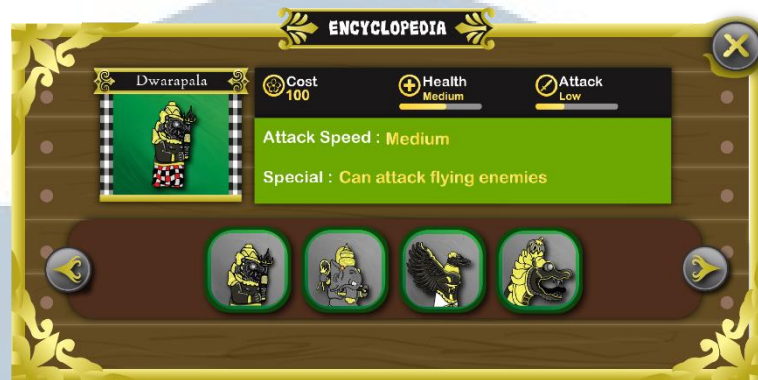 ENCYCLOPEDIA
Dwarapala
Cost
100
Health
Medium
Attack
Low
Attack Speed : Medium
Special : Can attack flying enemies